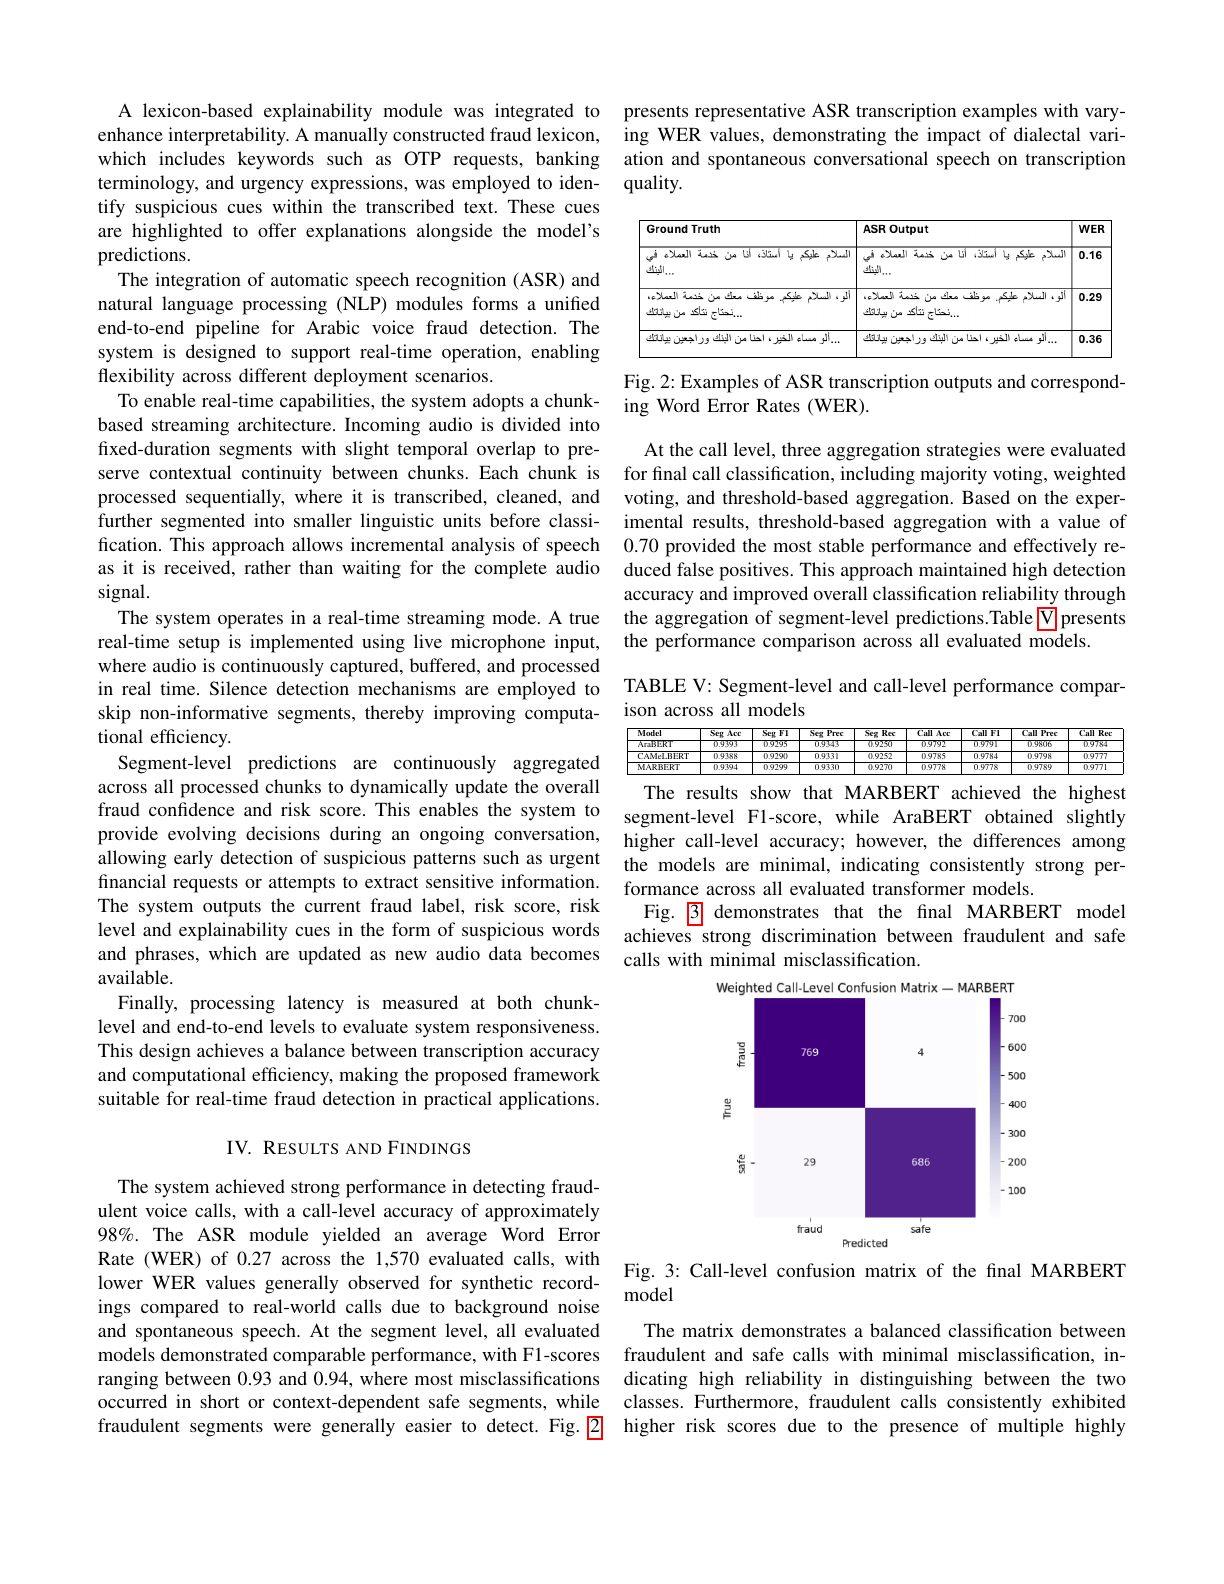 A lexicon-based explainability module was integrated to
enhance interpretability. A manually constructed fraud lexicon,
which includes keywords such as OTP requests, banking
terminology, and urgency expressions, was employed to iden-
tify suspicious cues within the transcribed text. These cues
are highlighted to offer explanations alongside the model's
predictions.
The integration of automatic speech recognition (ASR) and
natural language processing (NLP) modules forms a unified
end-to-end pipeline for Arabic voice fraud detection. The
system is designed to support real-time operation, enabling
flexibility across different deployment scenarios.
To enable real-time capabilities, the system adopts a chunk-
based streaming architecture. Incoming audio is divided into
fixed-duration segments with slight temporal overlap to pre-
serve contextual continuity between chunks. Each chunk is
processed sequentially, where it is transcribed, cleaned, and
further segmented into smaller linguistic units before classi-
fication. This approach allows incremental analysis of speech
as it is received, rather than waiting for the complete audio
signal.
The system operates in a real-time streaming mode. A true
real-time setup is implemented using live microphone input,
where audio is continuously captured, buffered, and processed
in real time. Silence detection mechanisms are employed to
skip non-informative segments, thereby improving computa-
tional efficiency.
Segment-level predictions are continuously aggregated
across all processed chunks to dynamically update the overall
fraud confidence and risk score. This enables the system to
provide evolving decisions during an ongoing conversation,
allowing early detection of suspicious patterns such as urgent
financial requests or attempts to extract sensitive information.
The system outputs the current fraud label, risk score, risk
level and explainability cues in the form of suspicious words
and phrases, which are updated as new audio data becomes
available.
Finally, processing latency is measured at both chunk-
level and end-to-end levels to evaluate system responsiveness.
This design achieves a balance between transcription accuracy
and computational efficiency, making the proposed framework
suitable for real-time fraud detection in practical applications.
IV. RESULTS AND FINDINGS
The system achieved strong performance in detecting fraud-
ulent voice calls, with a call-level accuracy of approximately
98%. The ASR module yielded an average Word Error
Rate (WER) of 0.27 across the 1,570 evaluated calls, with
lower WER values generally observed for synthetic record-
ings compared to real-world calls due to background noise
and spontaneous speech. At the segment level, all evaluated
models demonstrated comparable performance, with F1-scores
ranging between 0.93 and 0.94, where most misclassifications
occurred in short or context-dependent safe segments, while
fraudulent segments were generally easier to detect. Fig. 2
presents representative ASR transcription examples with vary-
ing WER values, demonstrating the impact of dialectal vari-
ation and spontaneous conversational speech on transcription
quality.
Ground Truth ASR Output WER
السلام عليكم يا أستاذ، أنا من خدمة العملاء في السلام عليكم يا أستاذ، أنا من خدمة العملاء في 0.16
البنك... البنك...
ألو، السلام عليكم. موظف معك من خدمة العملاء، ألو، السلام عليكم. موظف معك من خدمة العملاء، 0.29
نحتاج نتأكد من بياناتك... نحتاج نتأكد من بياناتك...
ألو مساء الخير، احنا من البنك وراجعين بياناتك... ألو مساء الخير، احنا من البنك وراجعين بياناتك... 0.36
Fig. 2: Examples of ASR transcription outputs and correspond-
ing Word Error Rates (WER).
At the call level, three aggregation strategies were evaluated
for final call classification, including majority voting, weighted
voting, and threshold-based aggregation. Based on the exper-
imental results, threshold-based aggregation with a value of
0.70 provided the most stable performance and effectively re-
duced false positives. This approach maintained high detection
accuracy and improved overall classification reliability through
the aggregation of segment-level predictions.Table V presents
the performance comparison across all evaluated models.
TABLE V: Segment-level and call-level performance compar-
ison across all models
Model Seg Acc Seg F1 Seg Prec Seg Rec Call Acc Call F1 Call Prec Call Rec
AraBERT 0.9393 0.9295 0.9343 0.9250 0.9792 0.9791 0.9806 0.9784
CAMeLBERT 0.9388 0.9290 0.9331 0.9252 0.9785 0.9784 0.9798 0.9777
MARBERT 0.9394 0.9299 0.9330 0.9270 0.9778 0.9778 0.9789 0.9771
The results show that MARBERT achieved the highest
segment-level F1-score, while AraBERT obtained slightly
higher call-level accuracy; however, the differences among
the models are minimal, indicating consistently strong per-
formance across all evaluated transformer models.
Fig. 3 demonstrates that the final MARBERT model
achieves strong discrimination between fraudulent and safe
calls with minimal misclassification.
Weighted Call-Level Confusion Matrix — MARBERT
True
fraud 769 4
safe 29 686
fraud safe
Predicted
700
600
500
400
300
200
100
Fig. 3: Call-level confusion matrix of the final MARBERT
model
The matrix demonstrates a balanced classification between
fraudulent and safe calls with minimal misclassification, in-
dicating high reliability in distinguishing between the two
classes. Furthermore, fraudulent calls consistently exhibited
higher risk scores due to the presence of multiple highly